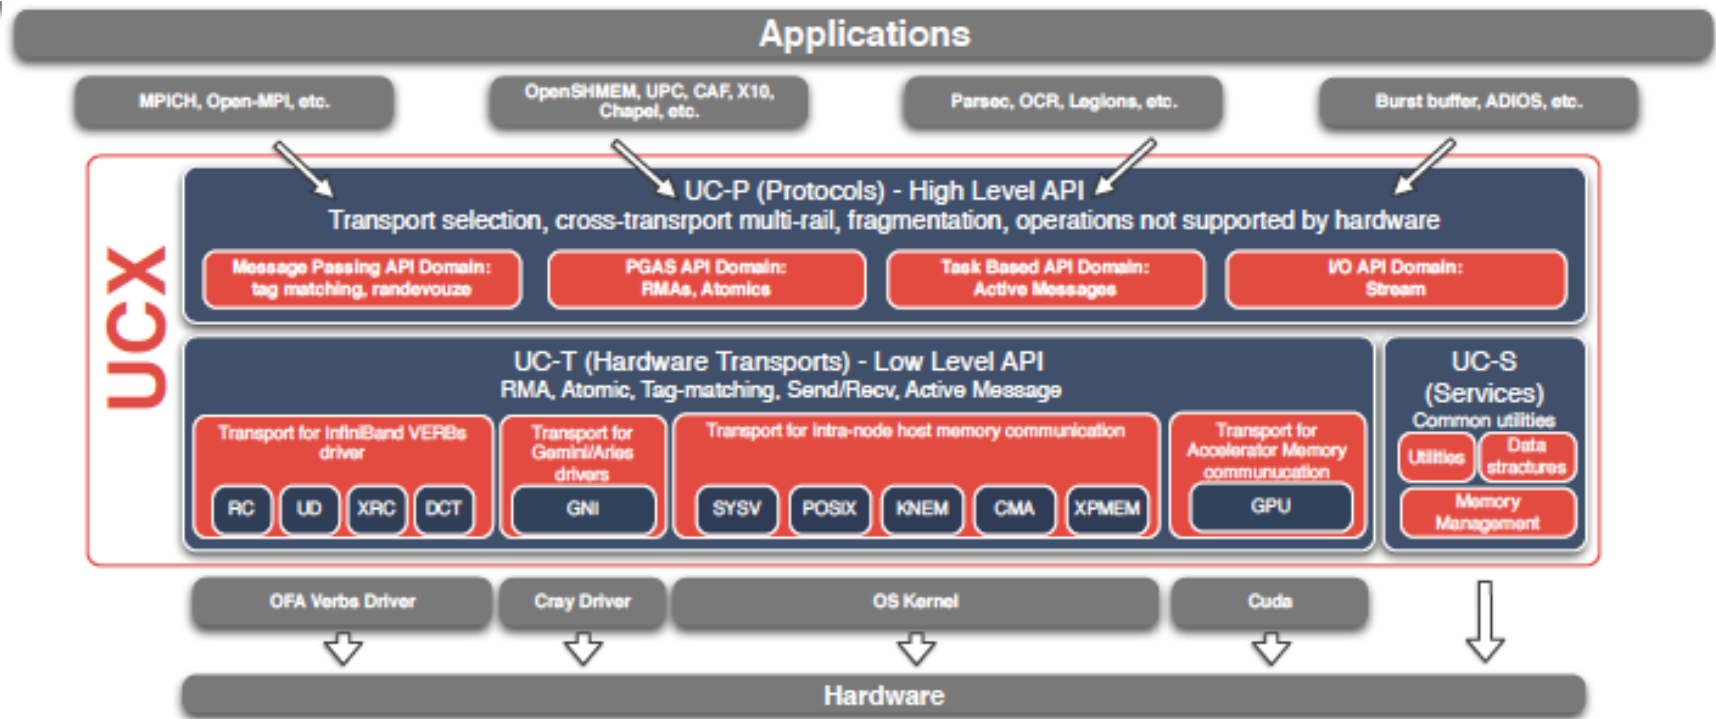 Applications
MPICH, Open-MPI, etc.
OpenSHMEM, UPC, CAF, X10,
Chapel, etc.
Parsec, OCR, Legions, etc.
Burst buffer, ADIOS, etc.
UCX
UC-P (Protocols) - High Level API
Transport selection, cross-transrport multi-rail, fragmentation, operations not supported by hardware
Message Passing API Domain:
tag matching, randevouze
PGAS API Domain:
RMAs, Atomics
Task Based API Domain:
Active Messages
I/O API Domain:
Stream
UC-T (Hardware Transports) - Low Level API
RMA, Atomic, Tag-matching, Send/Recv, Active Message
Transport for InfiniBand VERBs
driver
RC
UD
XRC
DCT
Transport for
Gemini/Aries
drivers
GNI
Transport for intra-node host memory communication
SYSV
POSIX
KNEM
CMA
XPMEM
Transport for
Accelerator Memory
communucation
GPU
UC-S
(Services)
Common utilities
Utilities
Data
stractures
Memory
Management
OFA Verbs Driver
Cray Driver
OS Kernel
Cuda
Hardware